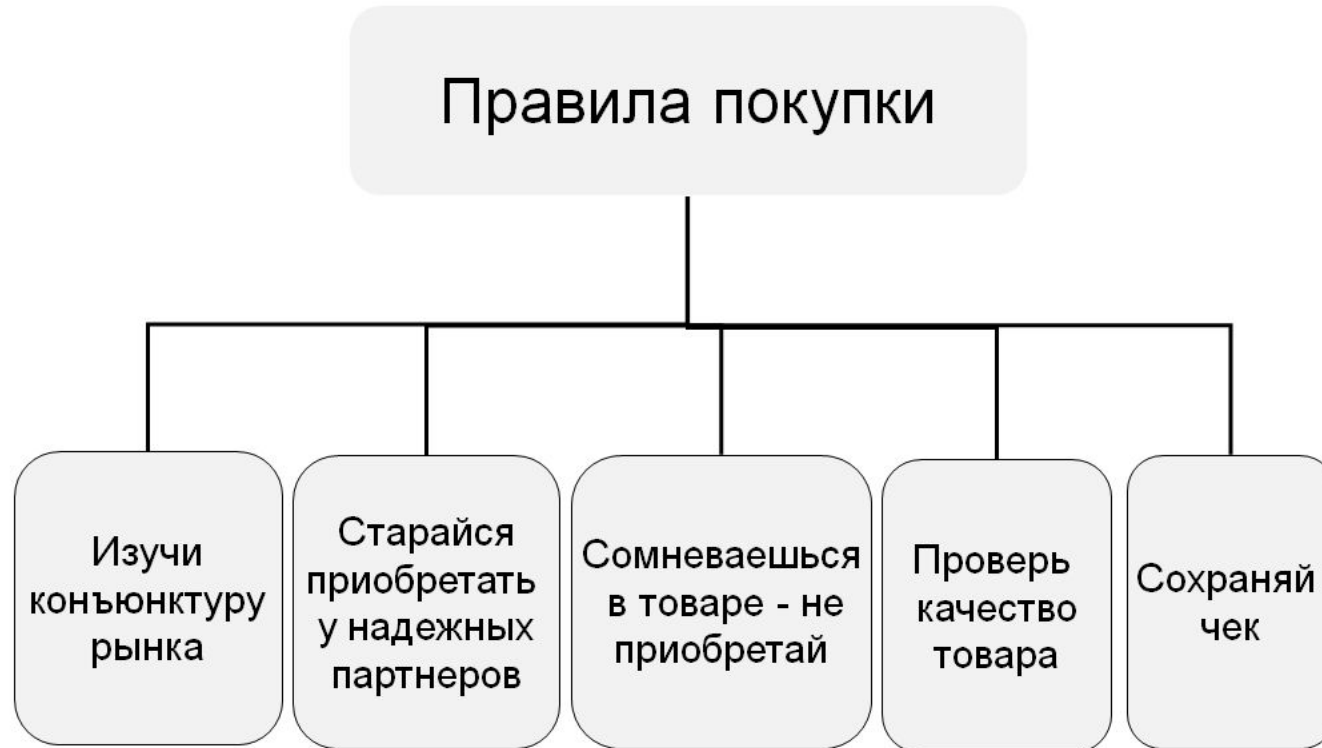 Правила покупки
Изучи
конъюнктуру
рынка
Старайся
приобретать
у надежных
партнеров
Сомневаешься
в товаре - не
приобретай
Проверь
качество
товара
Сохраняй
чек